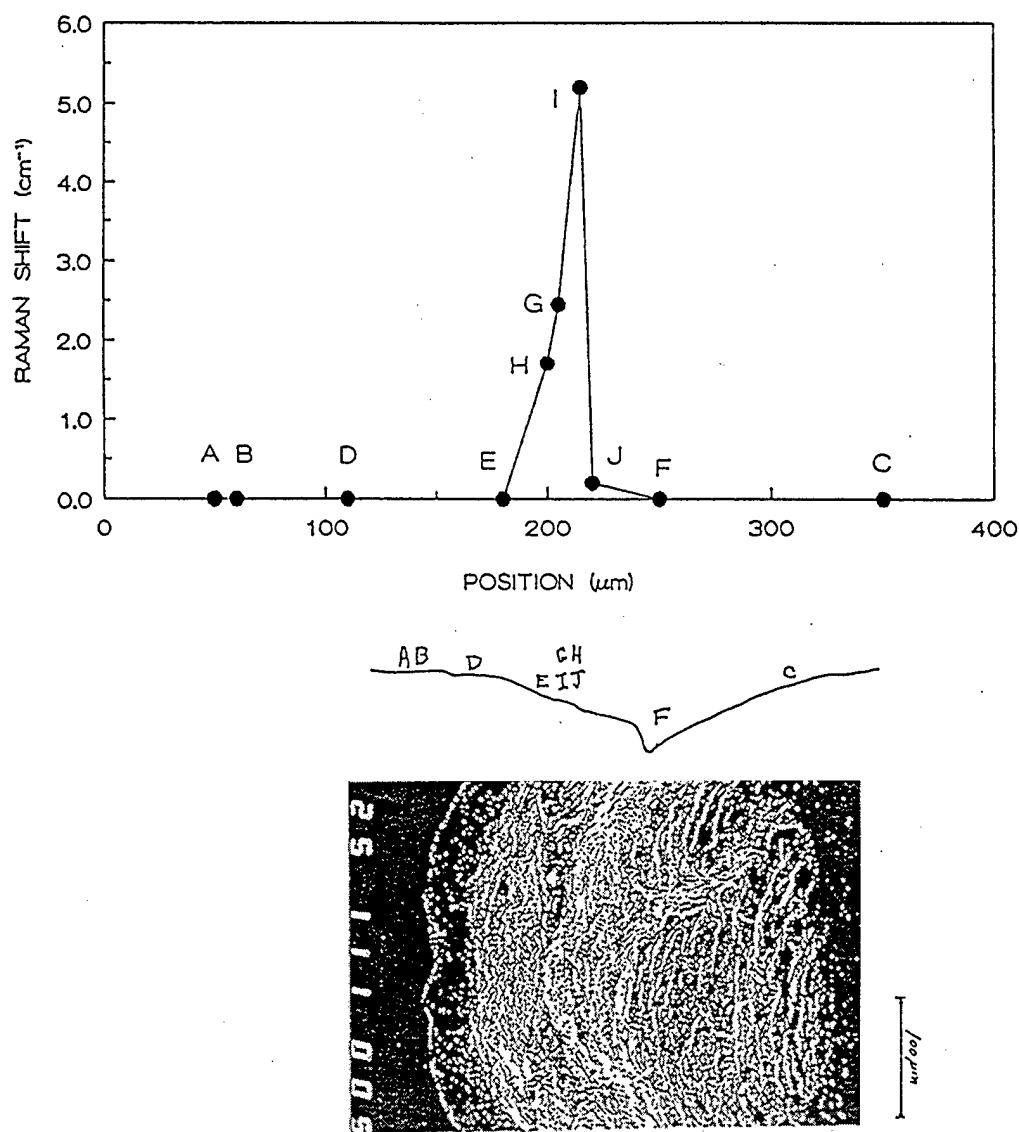 6.0
5.0
4.0
3.0
2.0
1.0
0.0
RAMAN SHIFT (cm⁻¹)
I
G
H
A B D E J F C
0 100 200 300 400
POSITION (μm)
GH
AB D E IJ F C
100 μm